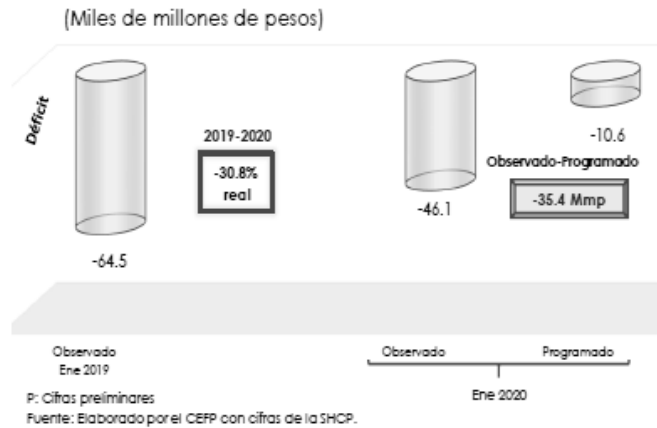 (Miles de millones de pesos)
Déficit
2019-2020
-30.8%
real
-64.5
-46.1
-10.6
Observado-Programado
-35.4 Mmp
Observado
Ene 2019
Observado
Programado
Ene 2020
P: Cifras preliminares
Fuente: Elaborado por el CEFP con cifras de la SHCP.